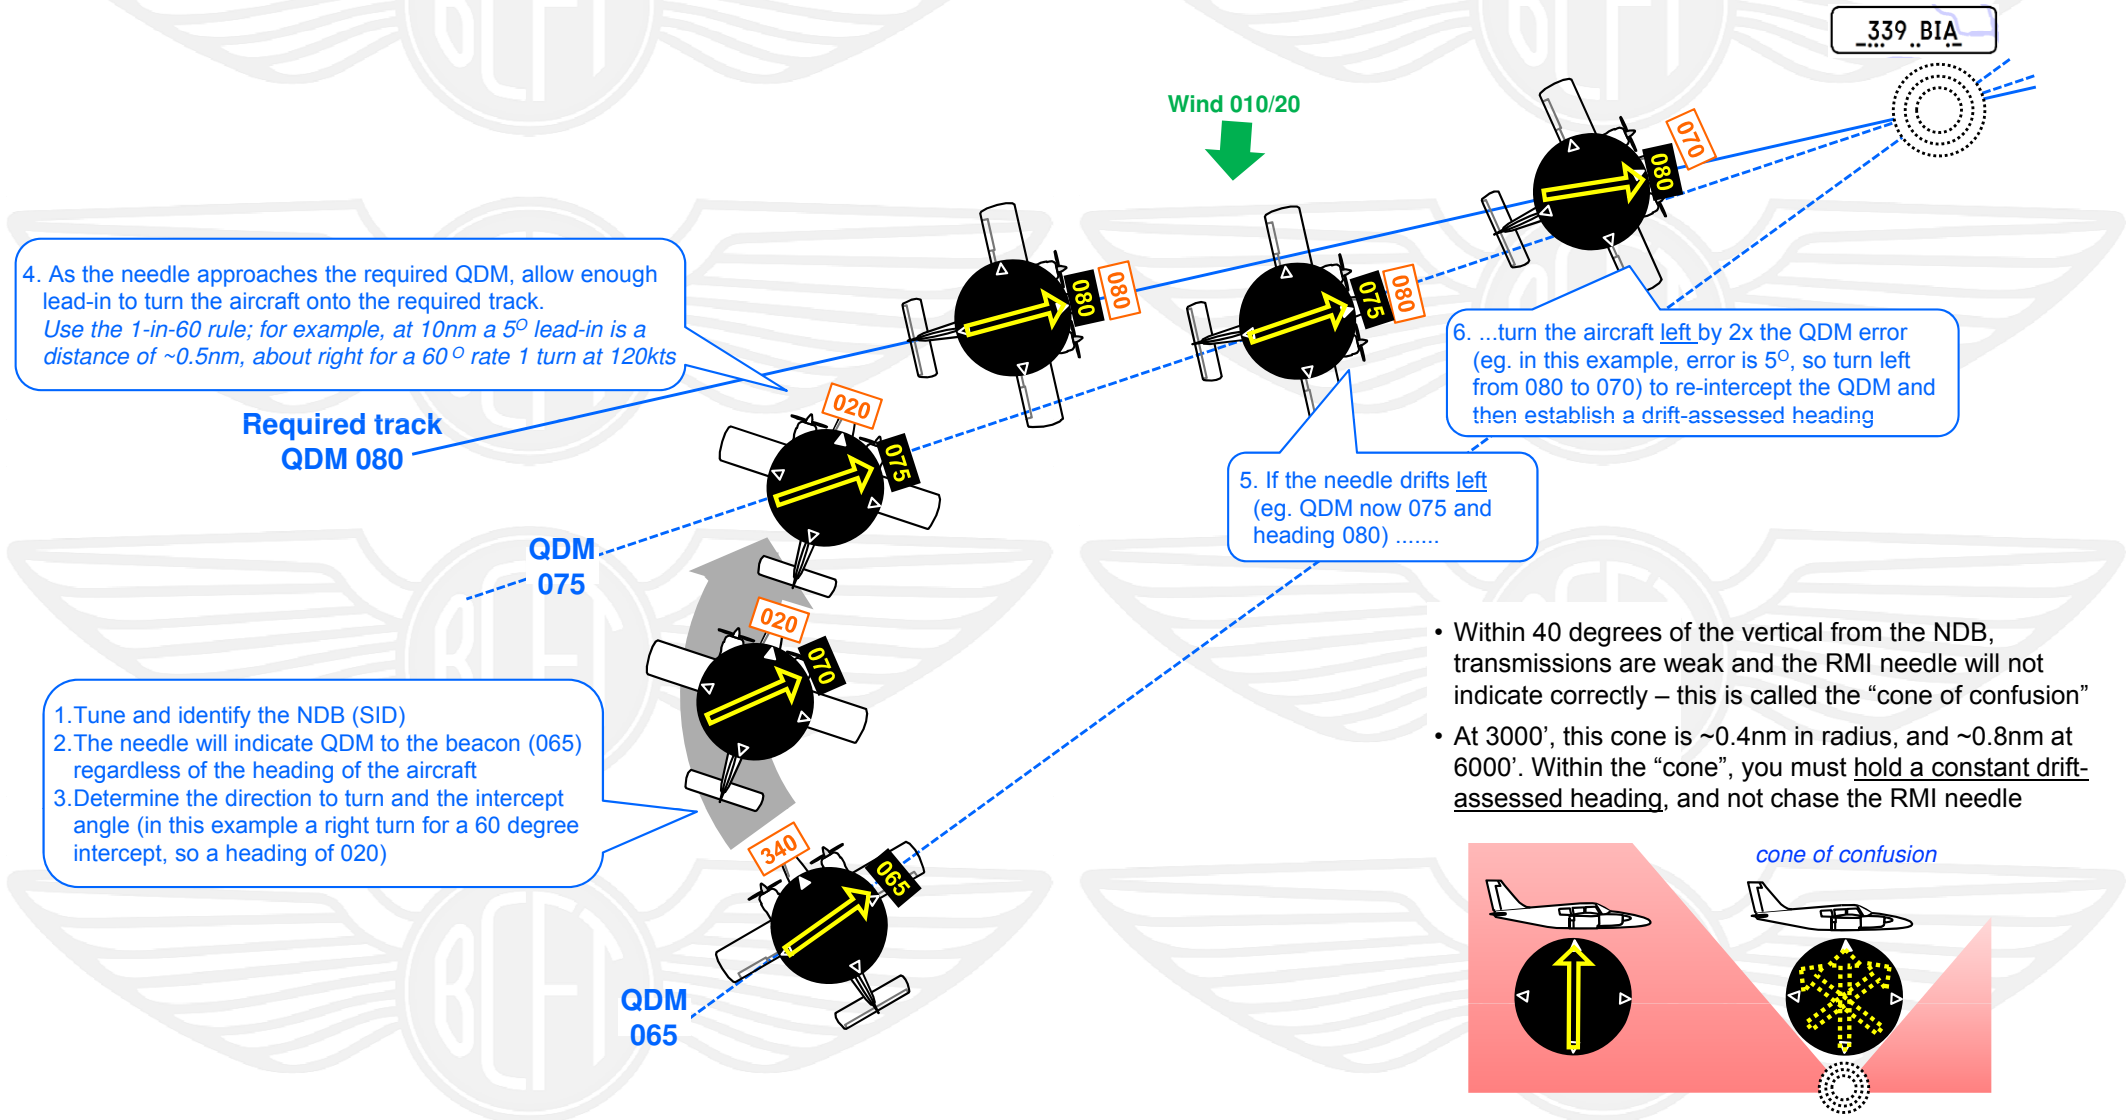 339 BIA
Wind 010/20
070
080
080
080
075
080
4. As the needle approaches the required QDM, allow enough
lead-in to turn the aircraft onto the required track.
Use the 1-in-60 rule; for example, at 10nm a 5O lead-in is a
distance of ~0.5nm, about right for a 60O rate 1 turn at 120kts
Required track
QDM 080
020
075
6. ...turn the aircraft left by 2x the QDM error
(eg. in this example, error is 5O, so turn left
from 080 to 070) to re-intercept the QDM and
then establish a drift-assessed heading
5. If the needle drifts left
(eg. QDM now 075 and
heading 080) .......
QDM
075
020
070
1.Tune and identify the NDB (SID)
2.The needle will indicate QDM to the beacon (065)
regardless of the heading of the aircraft
3.Determine the direction to turn and the intercept
angle (in this example a right turn for a 60 degree
intercept, so a heading of 020)
340
065
QDM
065
• Within 40 degrees of the vertical from the NDB,
transmissions are weak and the RMI needle will not
indicate correctly – this is called the “cone of confusion”
• At 3000’, this cone is ~0.4nm in radius, and ~0.8nm at
6000’. Within the “cone”, you must hold a constant drift-
assessed heading, and not chase the RMI needle
cone of confusion